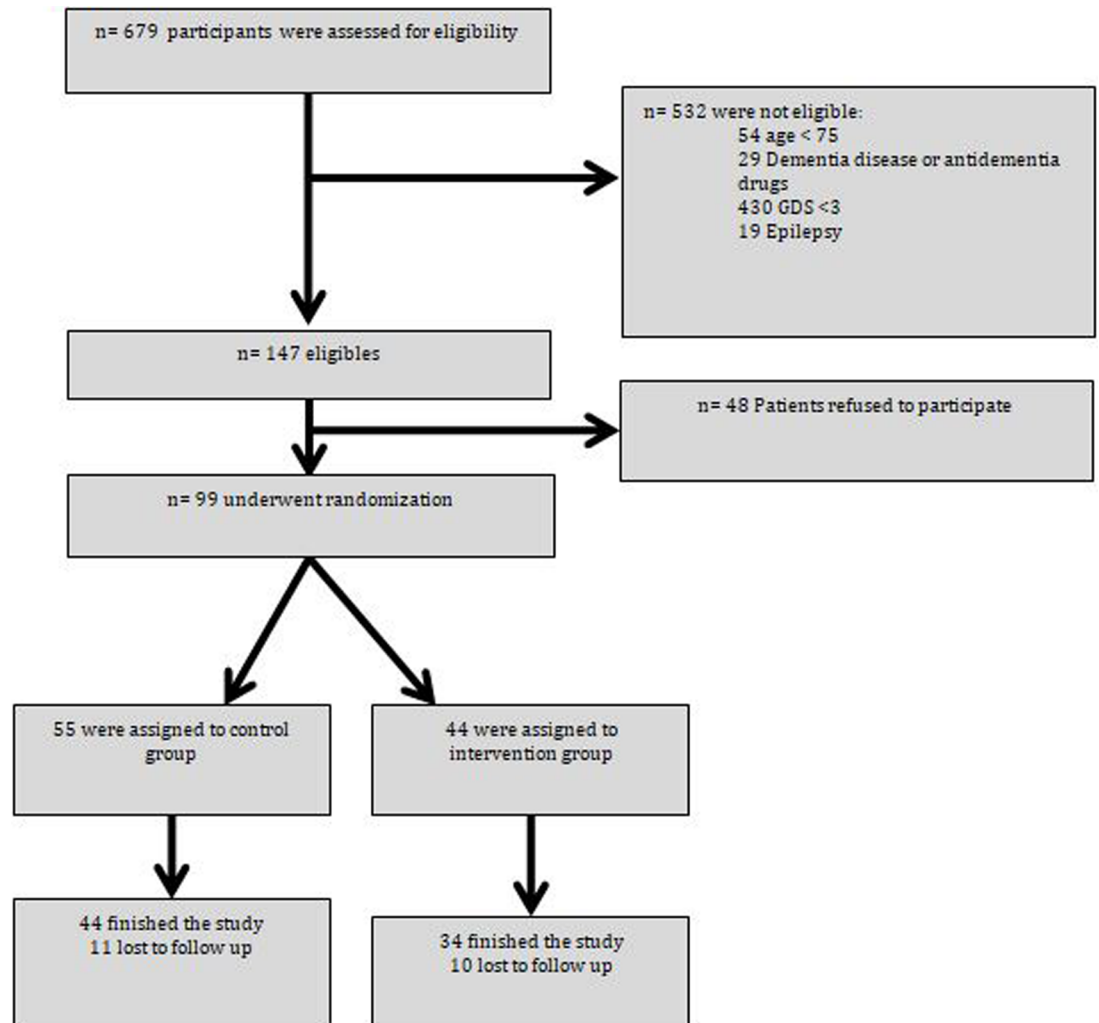 n= 679 participants were assessed for eligibility
n= 532 were not eligible:
54 age < 75
29 Dementia disease or antidementia
drugs
430 GDS <3
19 Epilepsy
n= 147 eligibles
n= 48 Patients refused to participate
n= 99 underwent randomization
55 were assigned to control
group
44 were assigned to
intervention group
44 finished the study
11 lost to follow up
34 finished the study
10 lost to follow up